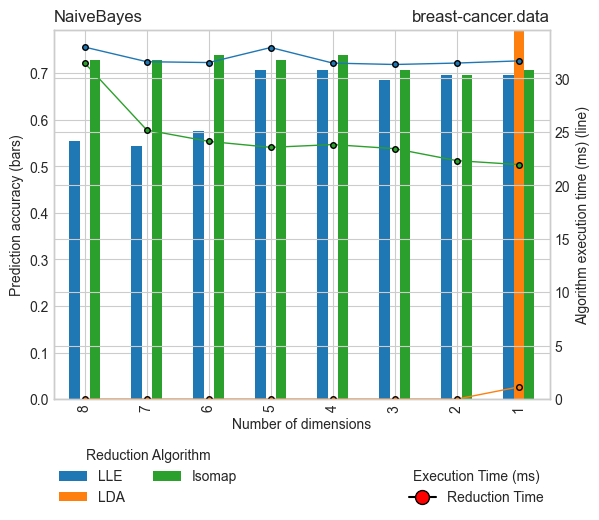 NaiveBayes breast-cancer.data
0.7
0.6
0.5
0.4
0.3
0.2
0.1
0.0
Prediction accuracy (bars)
30
25
20
15
10
5
0
Algorithm execution time (ms) (line)
8 7 6 5 4 3 2 1
Number of dimensions
Reduction Algorithm
LLE Isomap
LDA
Execution Time (ms)
Reduction Time